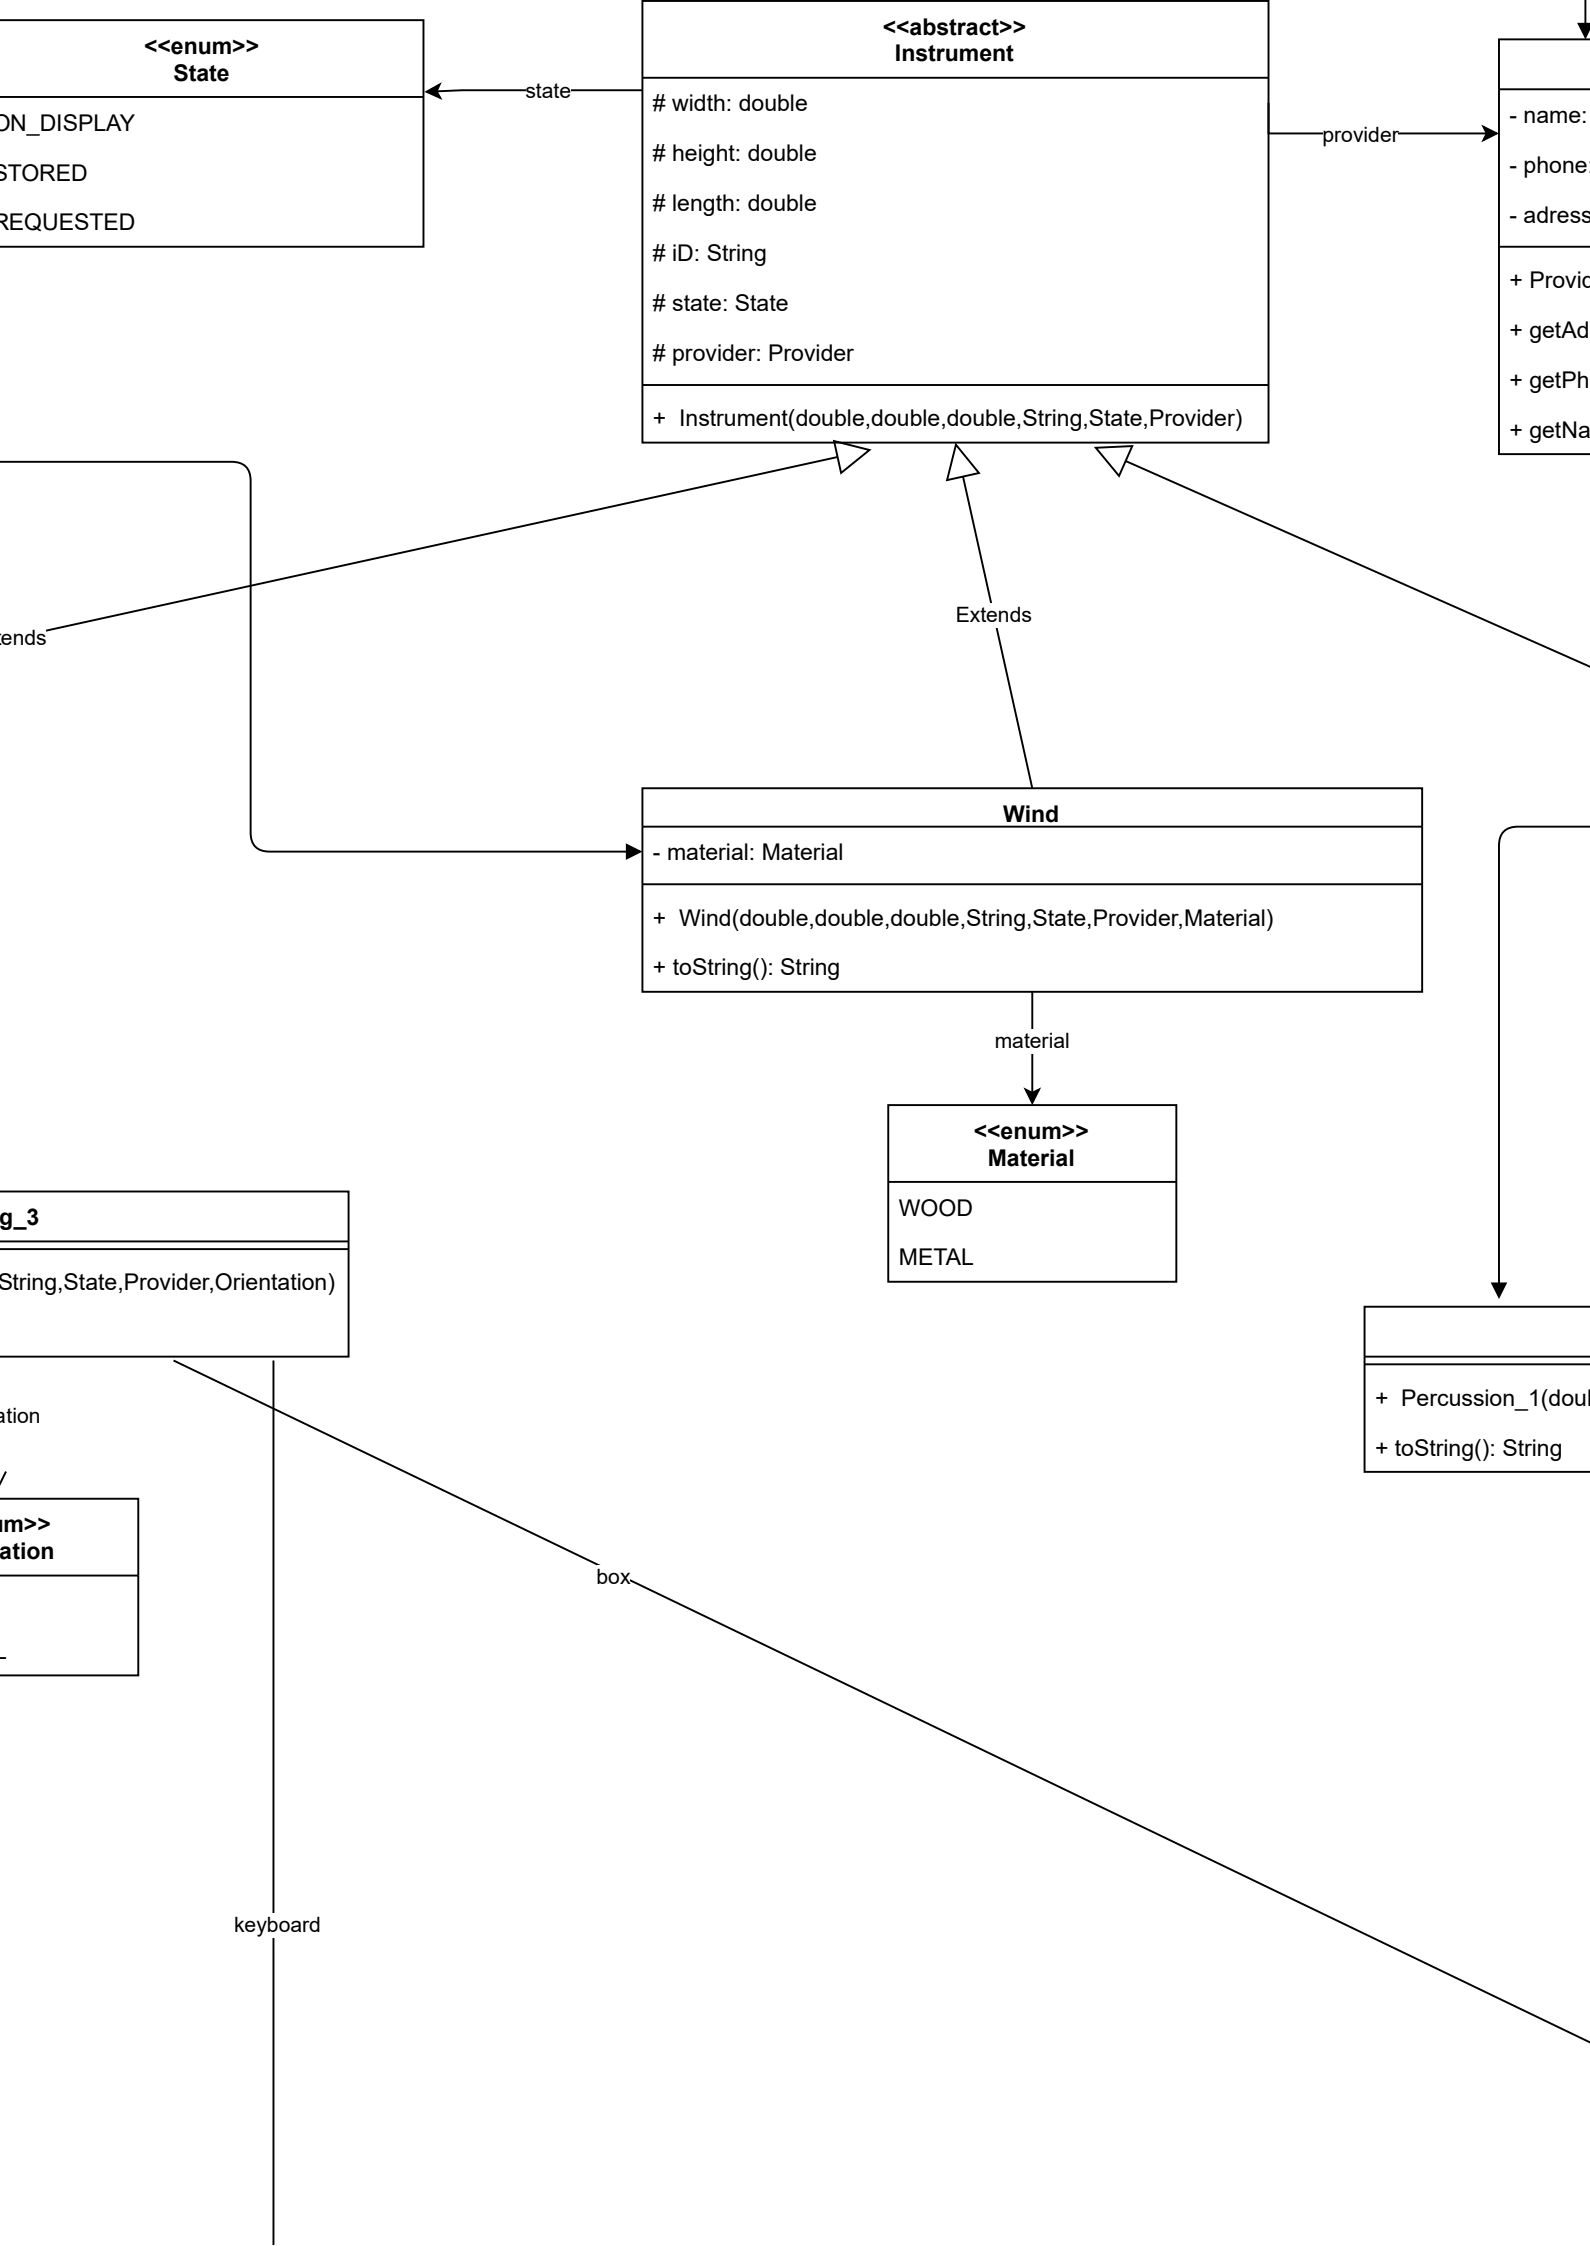 <<enum>>
State
ON_DISPLAY
STORED
REQUESTED
state
<<abstract>>
Instrument
# width: double
# height: double
# length: double
# iD: String
# state: State
# provider: Provider
+  Instrument(double,double,double,String,State,Provider)
provider
- name:
- phone:
- adress
+ Provid
+ getAd
+ getPh
+ getNa
tends
Extends
Wind
- material: Material
+  Wind(double,double,double,String,State,Provider,Material)
+ toString(): String
material
<<enum>>
Material
WOOD
METAL
g_3
String,State,Provider,Orientation)
ation
um>>
ation
+  Percussion_1(doub
+ toString(): String
box
keyboard